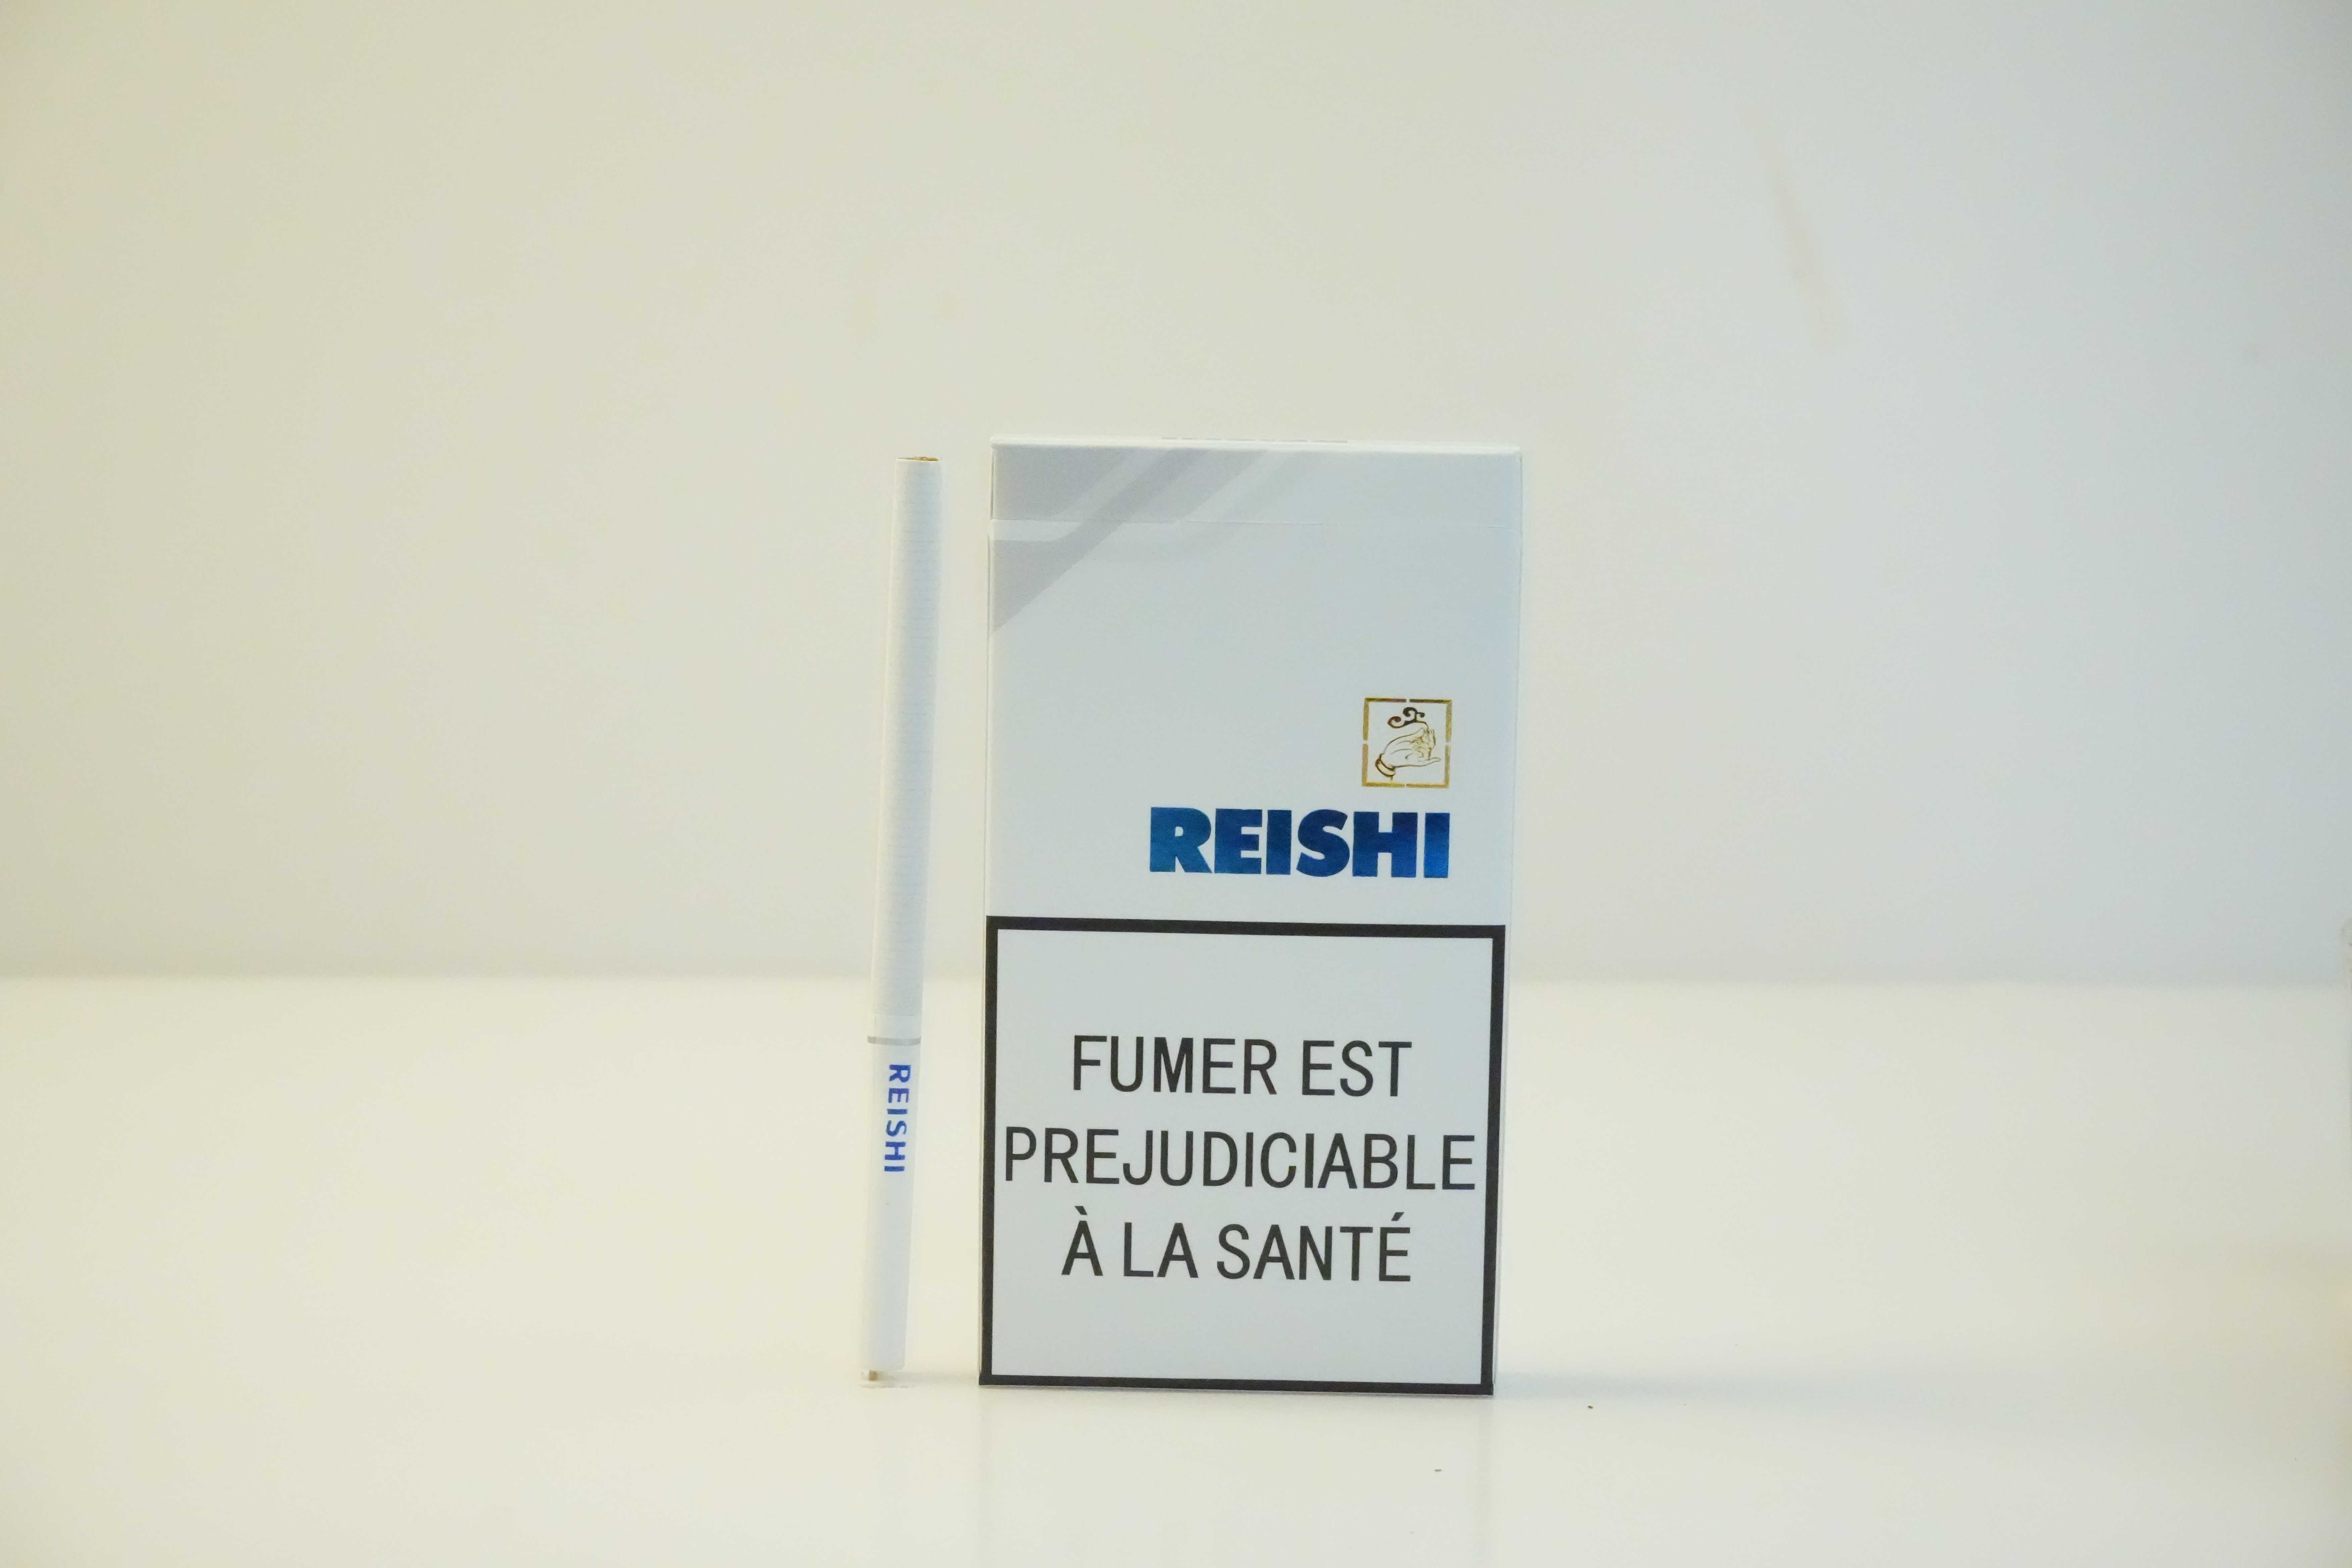 REISHI
REISHI
FUMER EST
PREJUDICIABLE
À LA SANTÉ